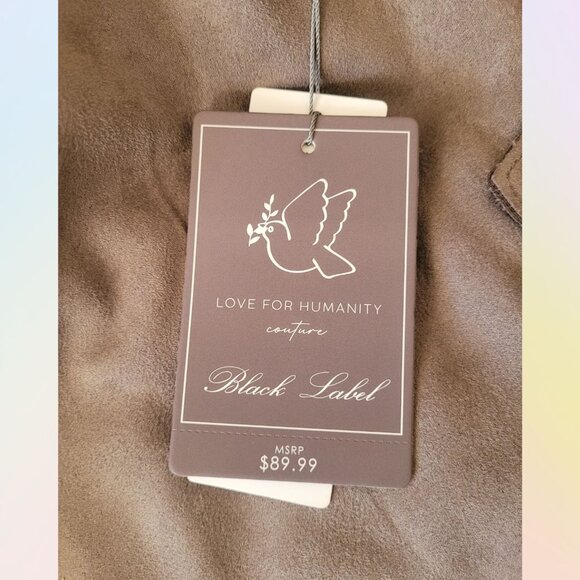 LOVE FOR HUMANITY
couture
Black Label
MSRP
$89.99